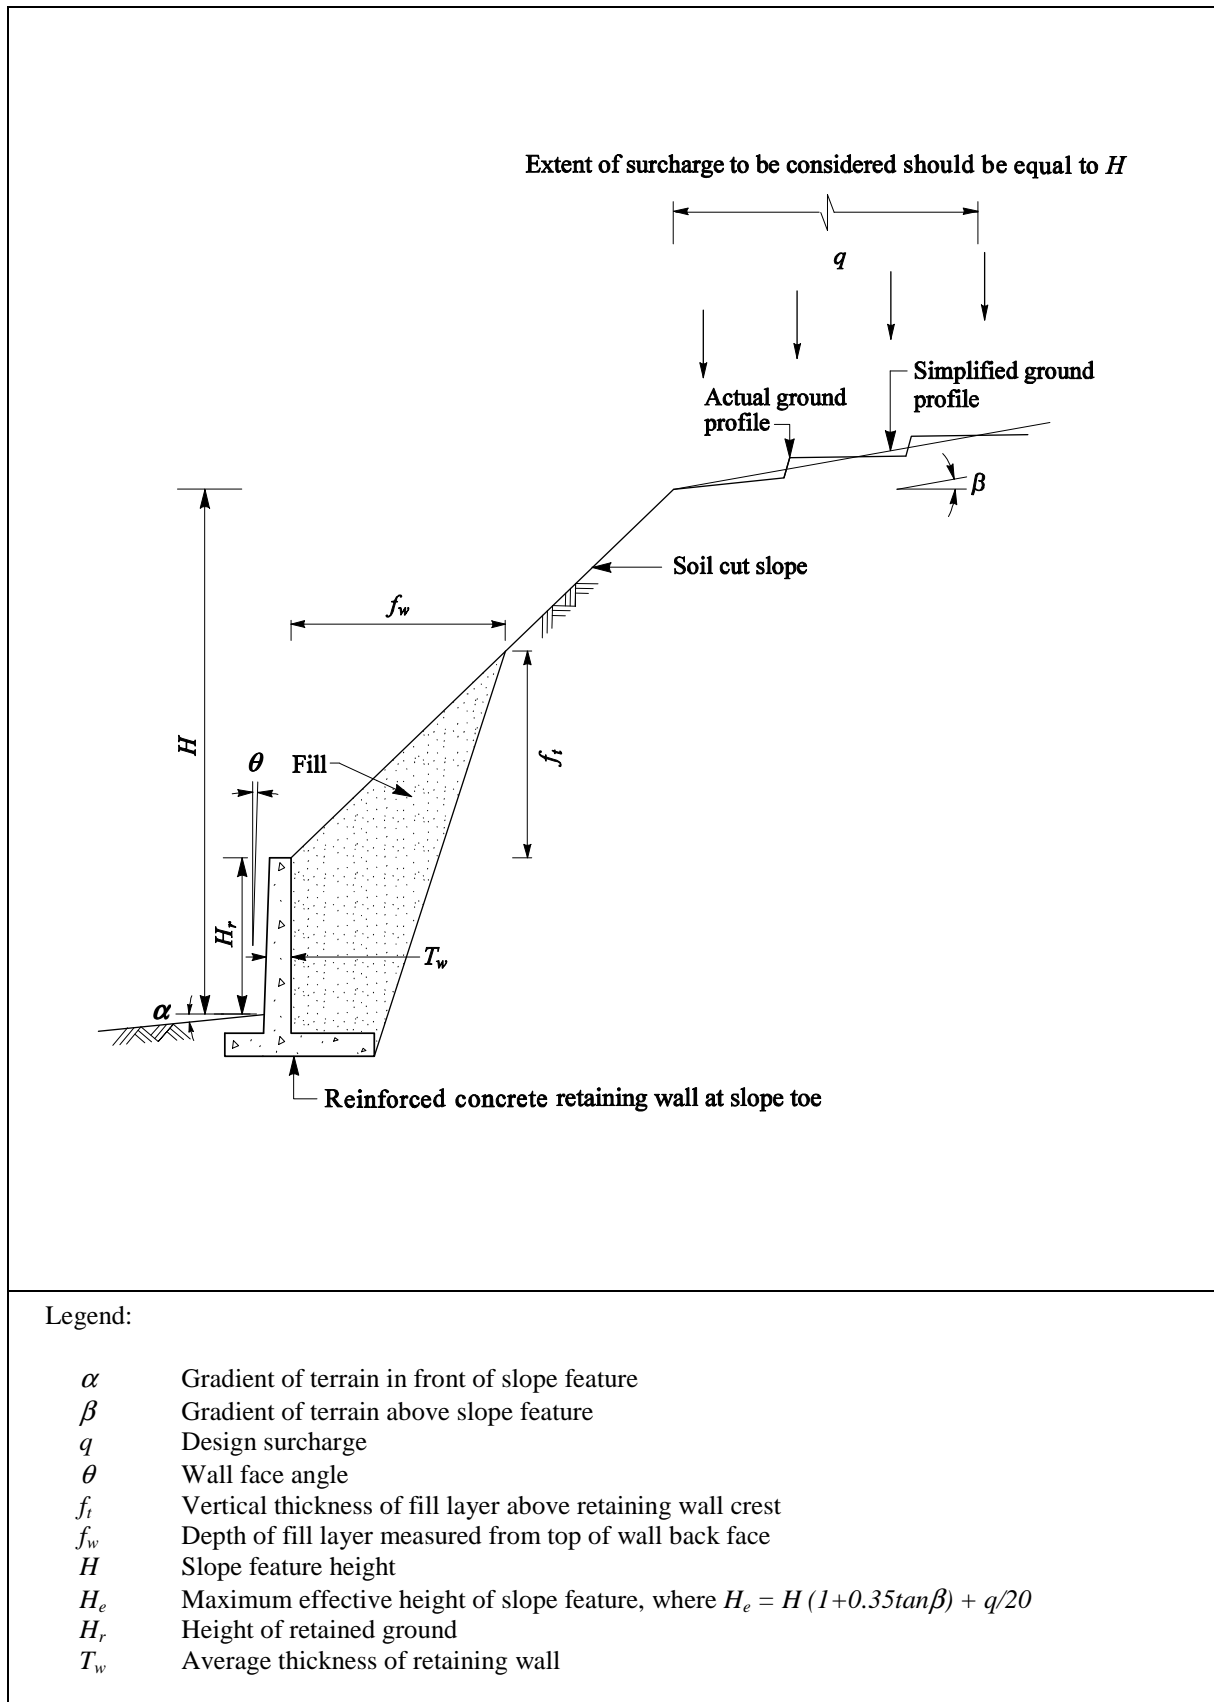 Extent of surcharge to be considered should be equal to H
q
Actual ground
profile
Simplified ground
profile
β
Soil cut slope
f_w
H
θ
Fill
f_t
H_r
T_w
α
Reinforced concrete retaining wall at slope toe
Legend:
α Gradient of terrain in front of slope feature
β Gradient of terrain above slope feature
q Design surcharge
θ Wall face angle
f_t Vertical thickness of fill layer above retaining wall crest
f_w Depth of fill layer measured from top of wall back face
H Slope feature height
H_e Maximum effective height of slope feature, where H_e = H (1+0.35tanβ) + q/20
H_r Height of retained ground
T_w Average thickness of retaining wall